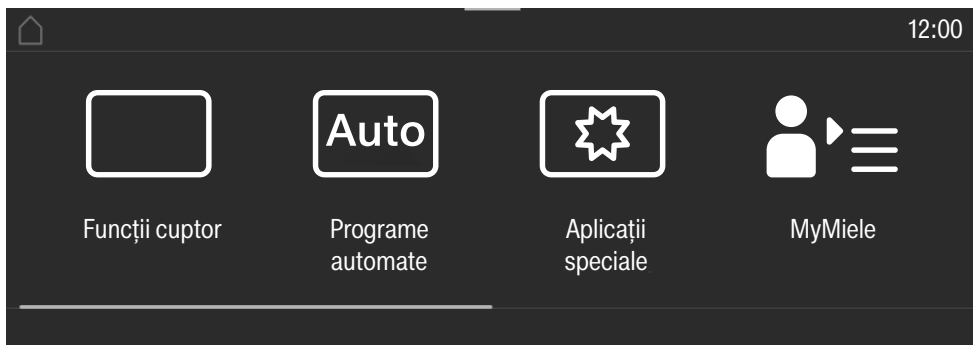 12:00
Auto
Funcții cuptor
Programe
automate
Aplicații
speciale
MyMiele